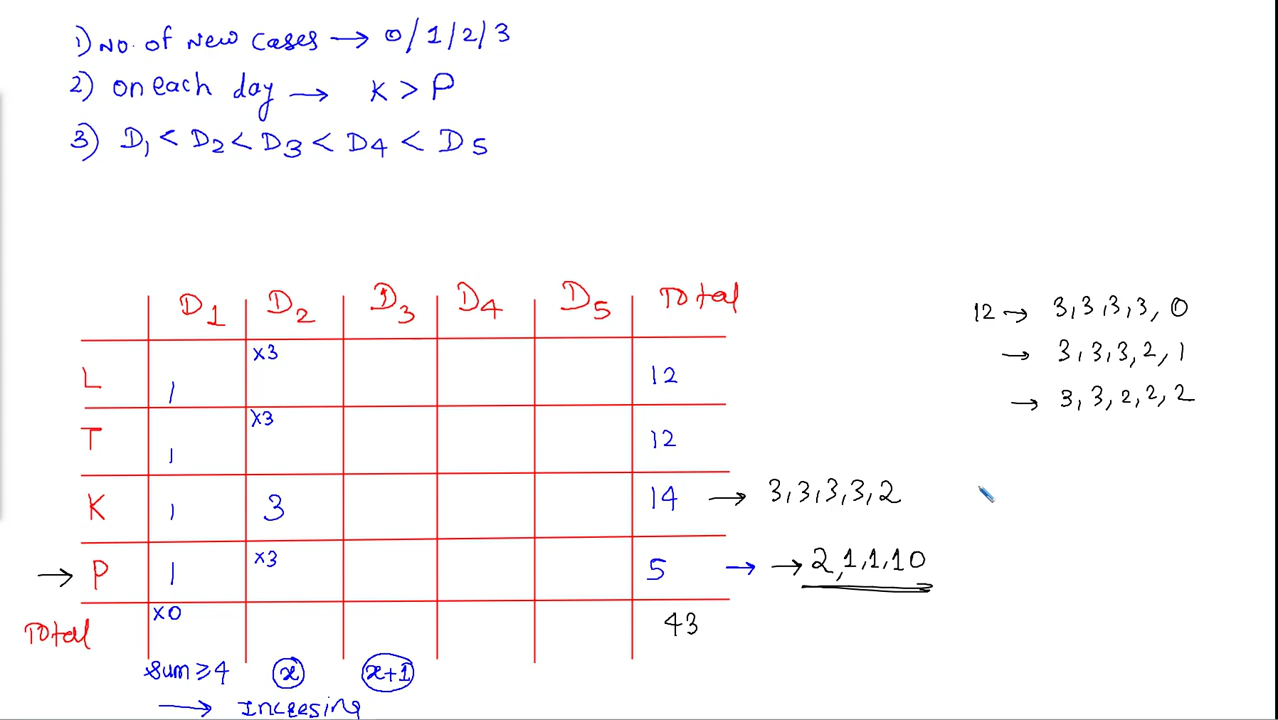 1) No. of New cases → 0/1/2/3
2) on each day → K > P
3) D1 < D2 < D3 < D4 < D5
D1 D2 D3 D4 D5 Total
12 → 3,3,3,3,0
→ 3,3,3,2,1
→ 3,3,2,2,2
L 1 x3 12
T 1 x3 12
K 1 3 14 → 3,3,3,3,2
→ P 1 x3 5 → → 2,1,1,10
Total x0 43
sum ≥ 4 x x+1
→ Increesing